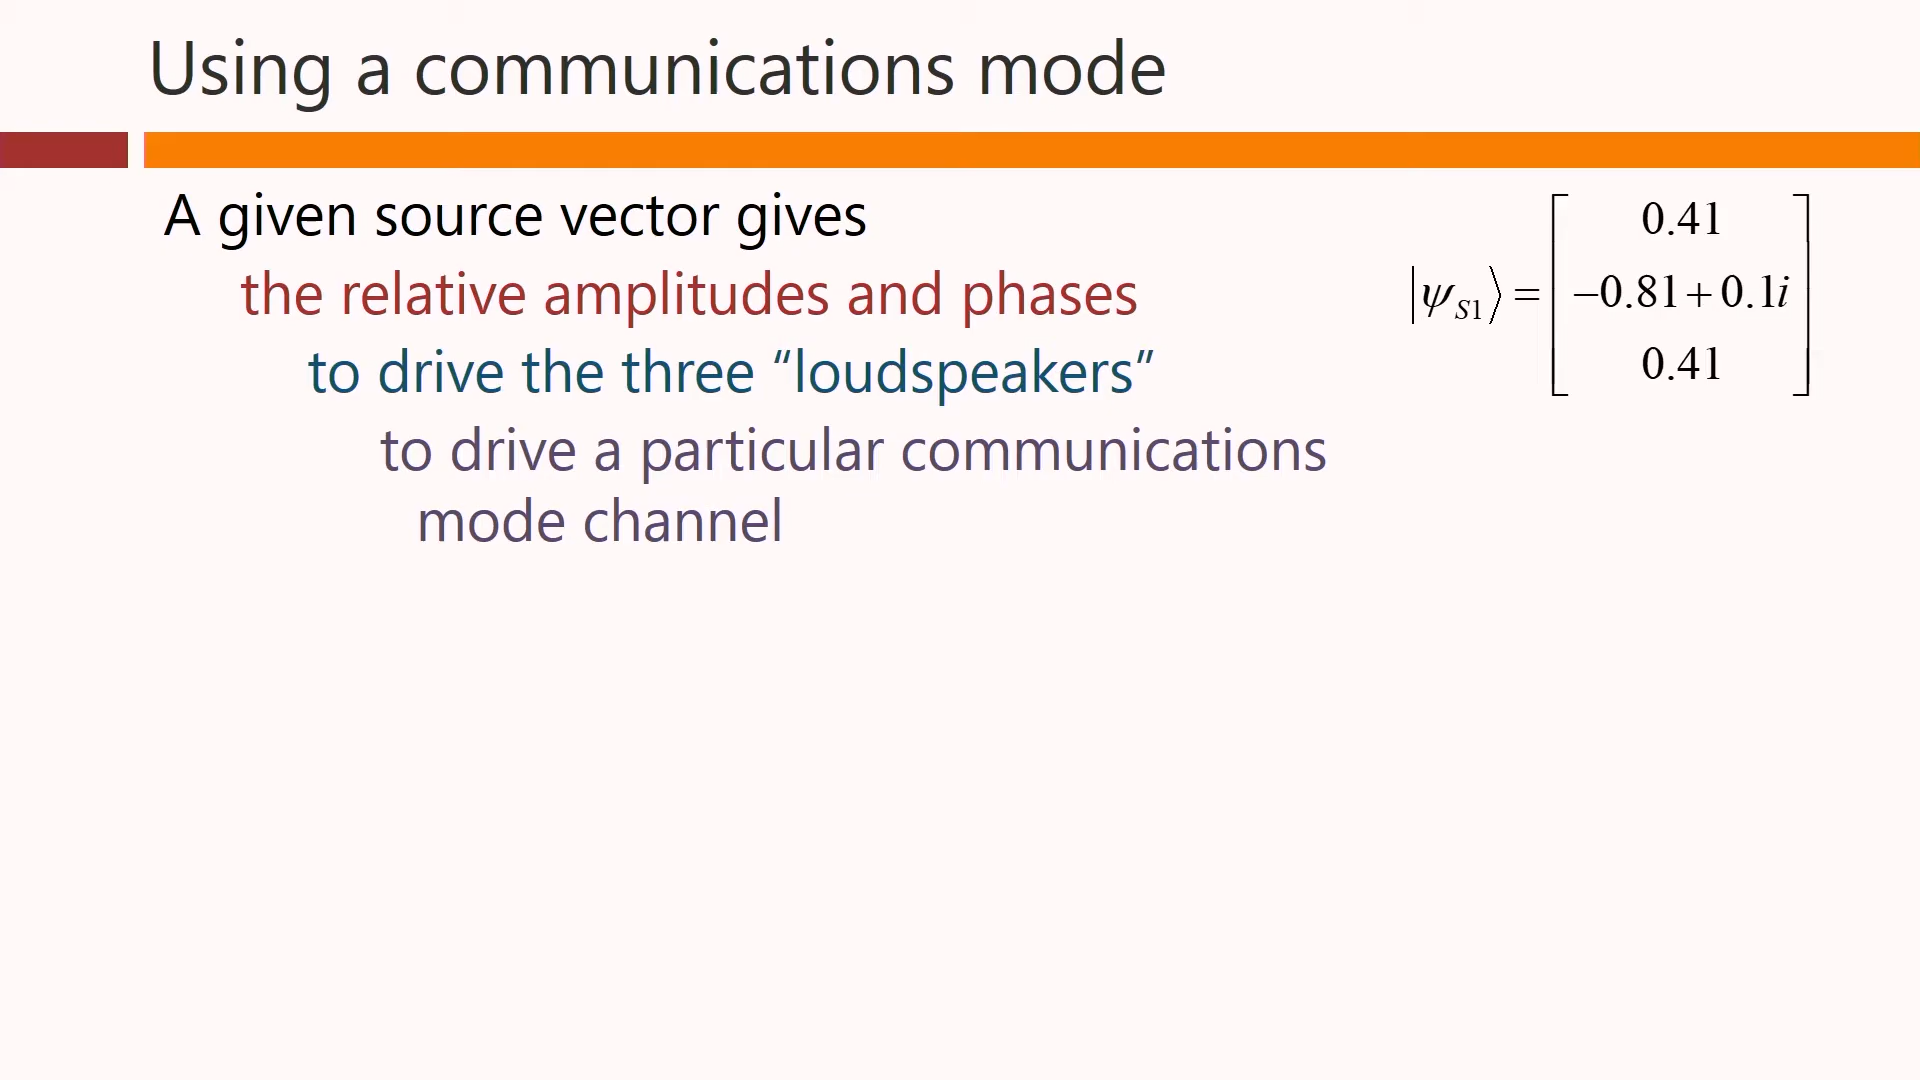 Using a communications mode
A given source vector gives
the relative amplitudes and phases
to drive the three “loudspeakers”
to drive a particular communications
mode channel
|ψ_S1⟩ = [
0.41
−0.81+0.1i
0.41
]